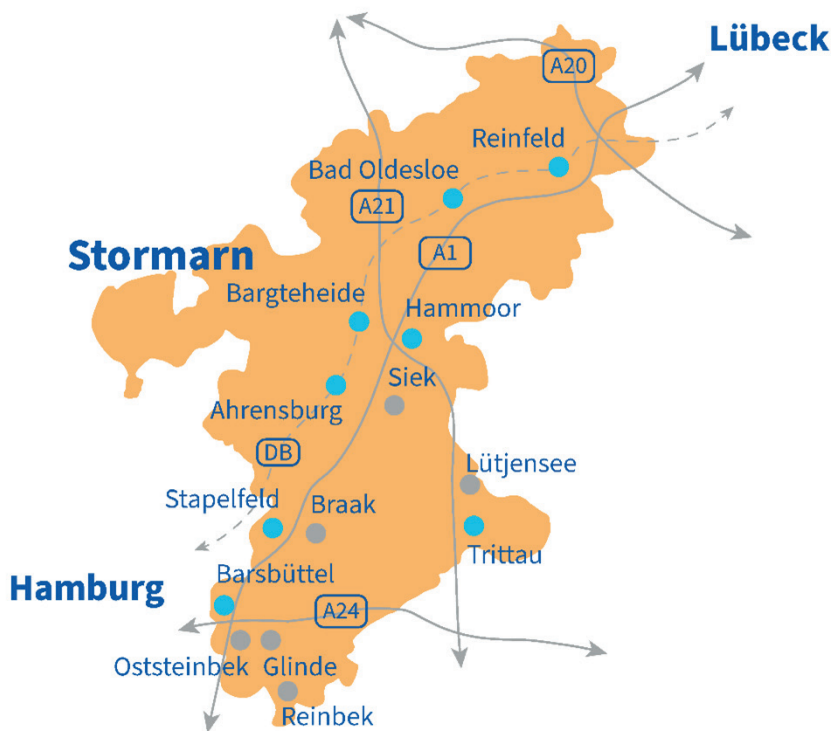 Lübeck
A20
Reinfeld
Bad Oldesloe
A21
A1
Stormarn
Bargteheide
Hammoor
Siek
Ahrensburg
DB
Lütjensee
Stapelfeld
Braak
Trittau
Barsbüttel
Hamburg
A24
Oststeinbek
Glinde
Reinbek